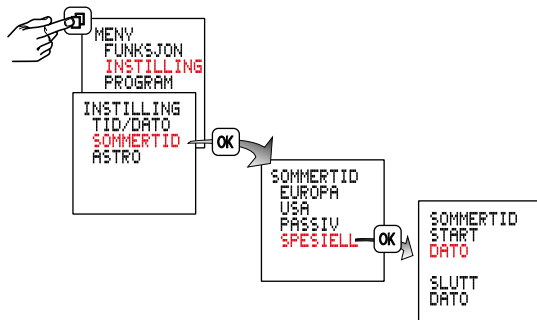 MENY
FUNKSJON
INSTILLING
PROGRAM
INSTILLING
TID/DATO
SOMMERTID
ASTRO
OK
SOMMERTID
EUROPA
USA
PASSIV
SPESIELL
OK
SOMMERTID
START
DATO
SLUTT
DATO